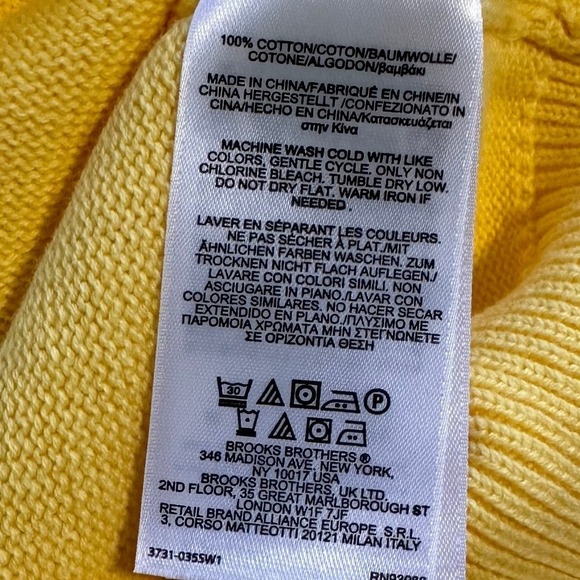 100% COTTON/COTON/BAUMWOLLE/
COTONE/ALGODON/βαμβάκι
MADE IN CHINA/FABRIQUÉ EN CHINE/IN
CHINA HERGESTELLT /CONFEZIONATO IN
CINA/HECHO EN CHINA/Κατασκευάζεται
στην Κίνα
MACHINE WASH COLD WITH LIKE
COLORS, GENTLE CYCLE. ONLY NON
CHLORINE BLEACH. TUMBLE DRY LOW.
DO NOT DRY FLAT. WARM IRON IF
NEEDED .
LAVER EN SÉPARANT LES COULEURS.
NE PAS SÉCHER À PLAT./MIT
ÄHNLICHEN FARBEN WASCHEN. ZUM
TROCKNEN NICHT FLACH AUFLEGEN./
LAVARE CON COLORI SIMILI. NON
ASCIUGARE IN PIANO./LAVAR CON
COLORES SIMILARES. NO HACER SECAR
EXTENDIDO EN PLANO./ΠΛΥΣΙΜΟ ΜΕ
ΠΑΡΟΜΟΙΑ ΧΡΩΜΑΤΑ ΜΗΝ ΣΤΕΓΝΩΝΕΤΕ
ΣΕ ΟΡΙΖΟΝΤΙΑ ΘΕΣΗ
30 P
BROOKS BROTHERS ®
346 MADISON AVE. NEW YORK,
NY 10017 USA
BROOKS BROTHERS, UK LTD.
2ND FLOOR, 35 GREAT MARLBOROUGH ST
LONDON W1F 7JF
RETAIL BRAND ALLIANCE EUROPE, S.R.L.
3, CORSO MATTEOTTI 20121 MILAN ITALY
3731-0355W1